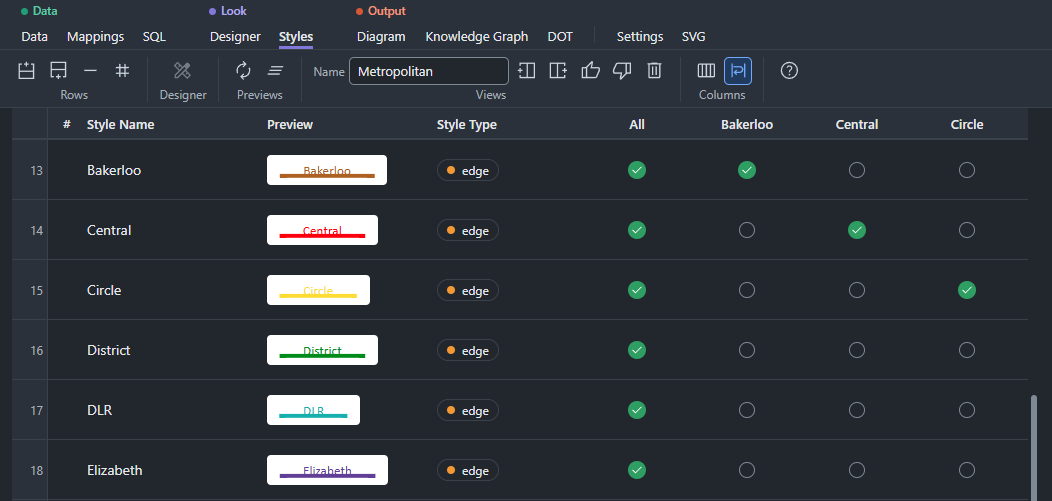 Data Look Output
Data Mappings SQL Designer Styles Diagram Knowledge Graph DOT Settings SVG
Name Metropolitan
Rows Designer Previews Views Columns
# Style Name Preview Style Type All Bakerloo Central Circle
13 Bakerloo Bakerloo edge
14 Central Central edge
15 Circle Circle edge
16 District District edge
17 DLR DLR edge
18 Elizabeth Elizabeth edge